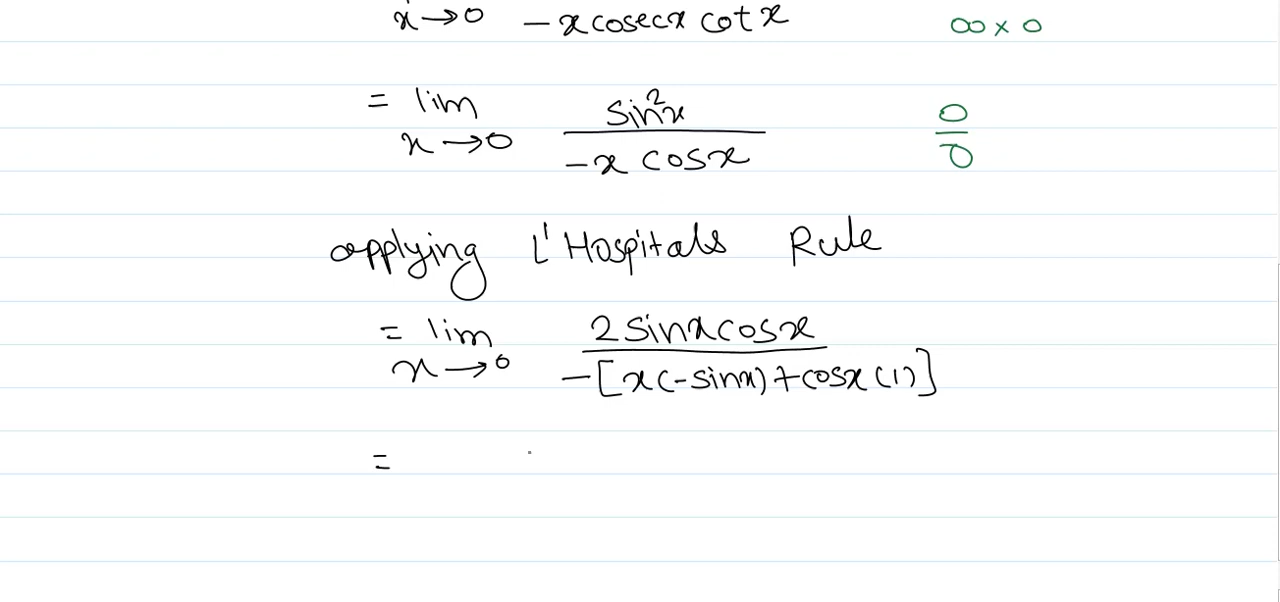 x→0 -x cosecx cot x ∞ × 0
= lim sin²x 0
x→0 -x cosx 0
applying L'Hospitals Rule
= lim 2 sinx cosx
x→0 -[x(-sinx)+cosx(1)]
=